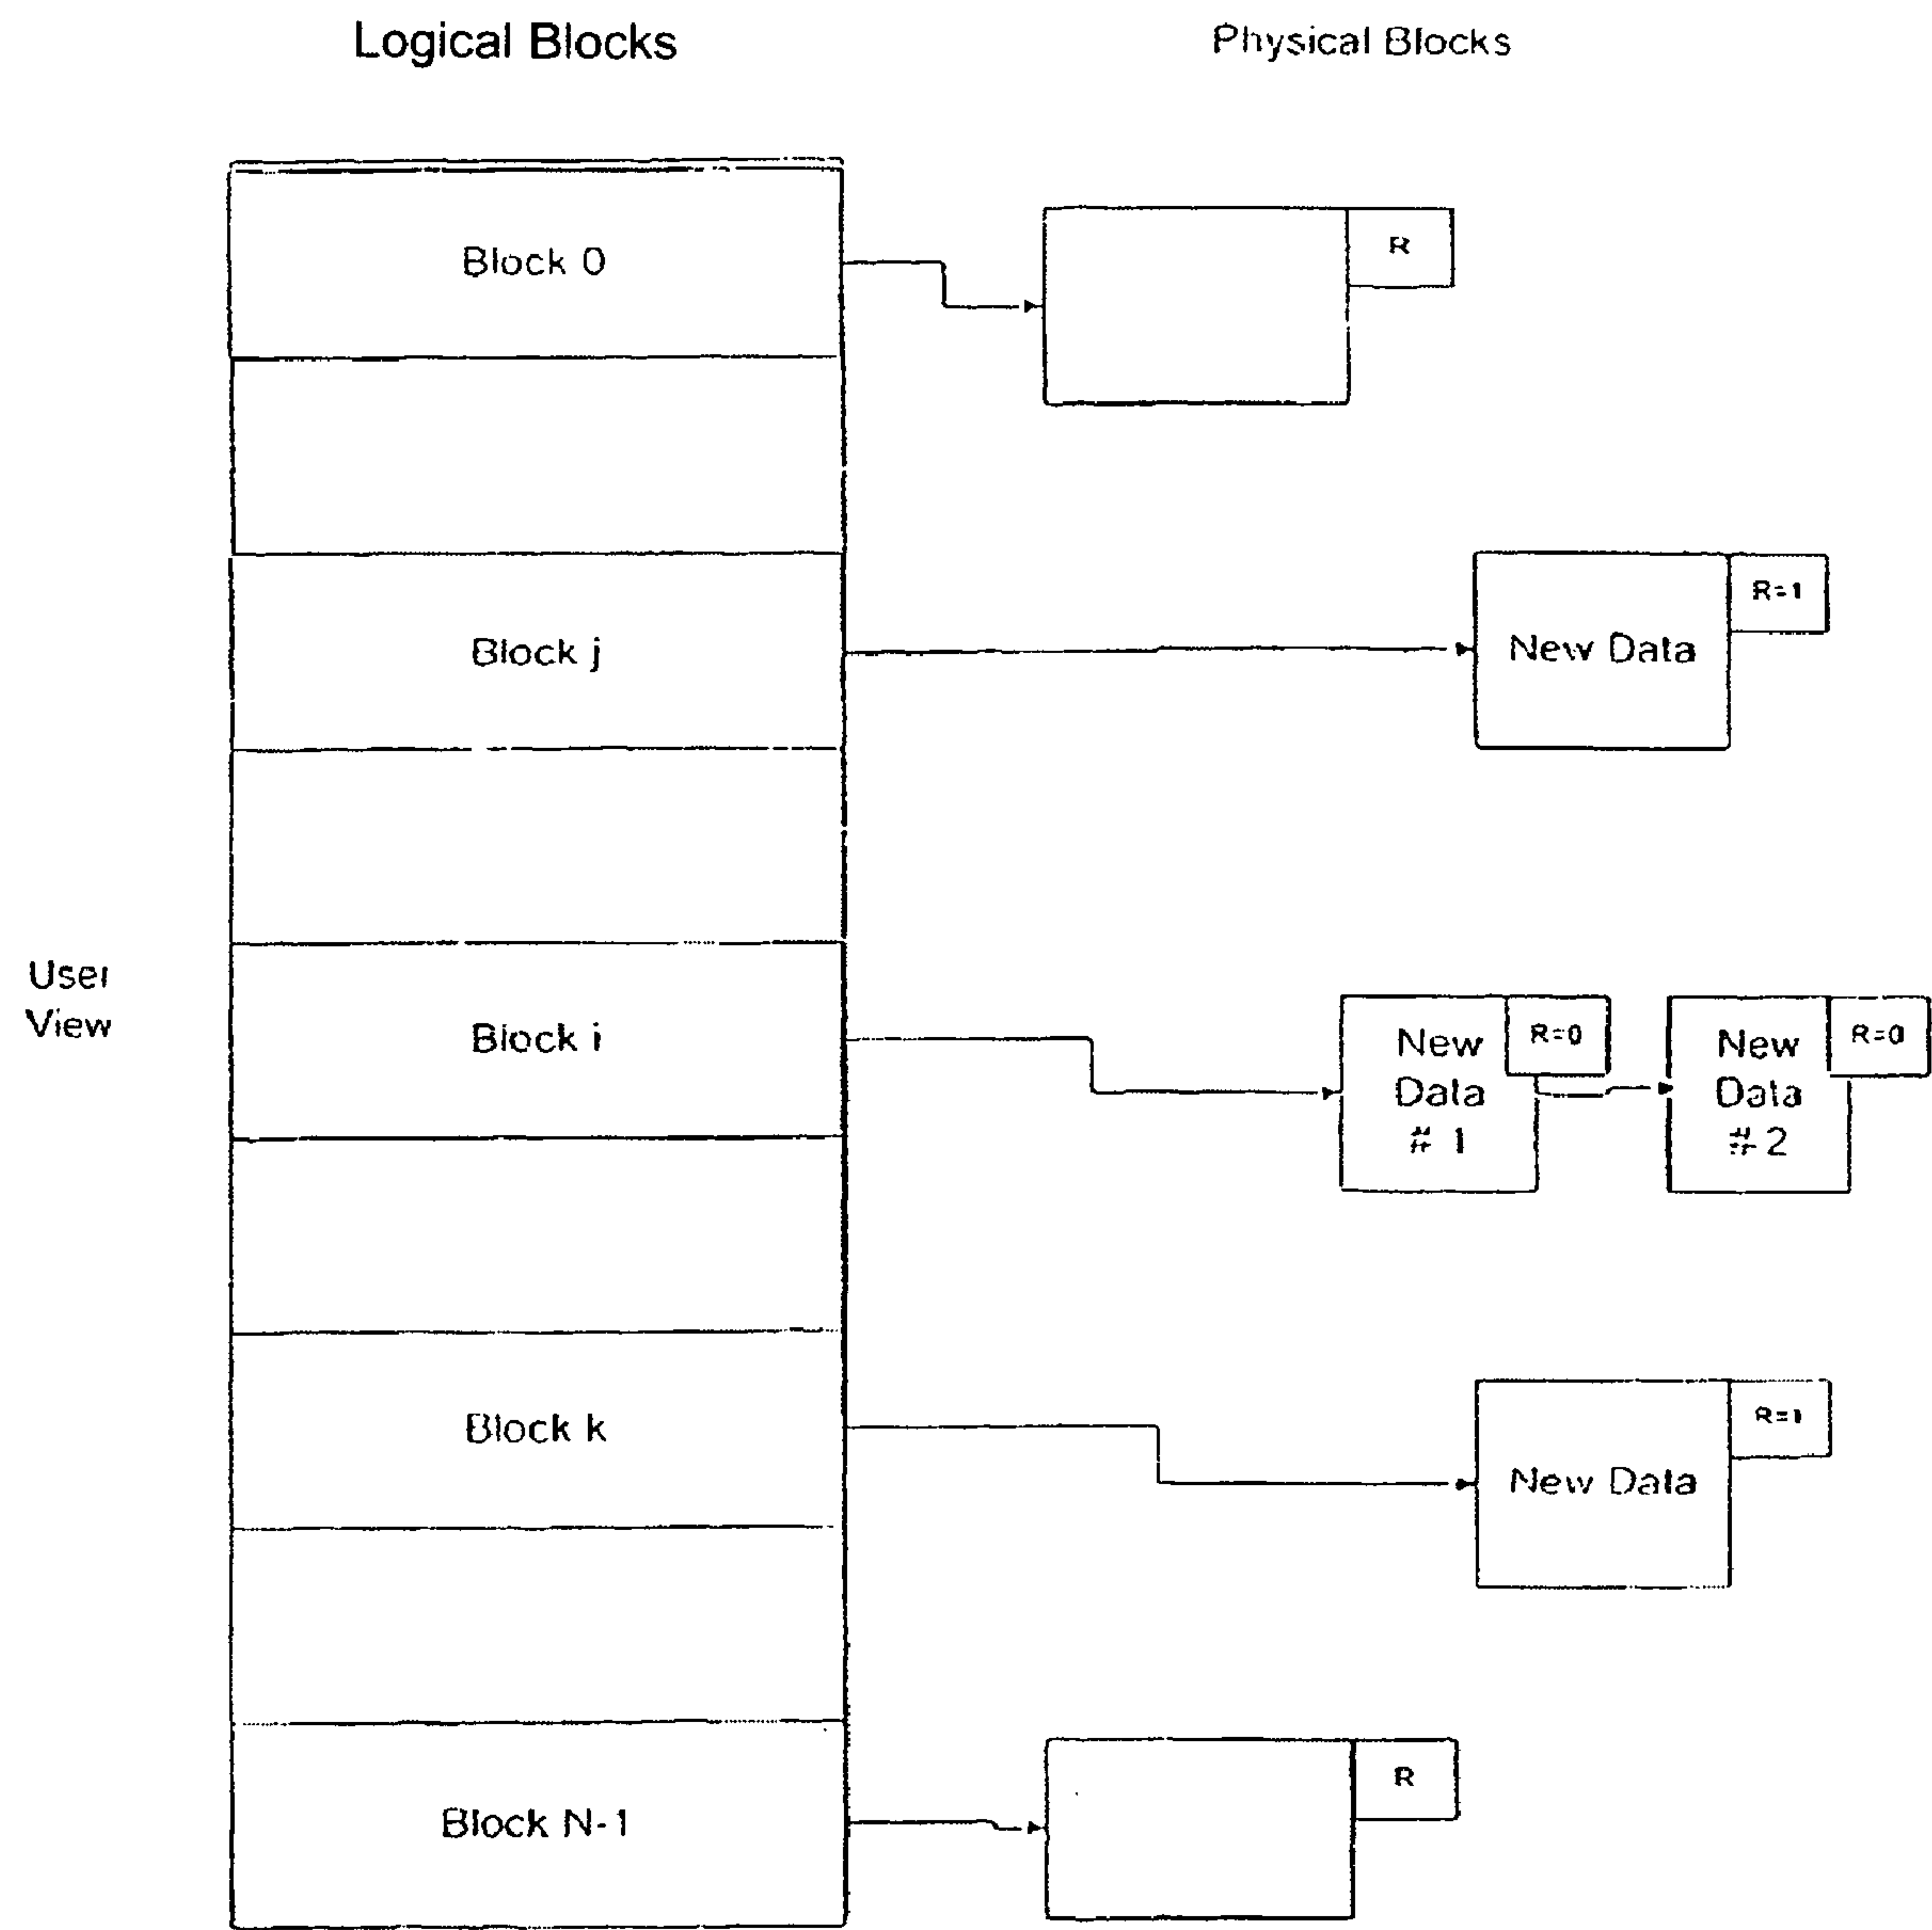 Logical Blocks
Physical Blocks
Block 0
R
Block j
New Data
R=1
User
View
Block i
New
Data
# 1
R=0
New
Data
# 2
R=0
Block k
New Data
R=1
Block N-1
R